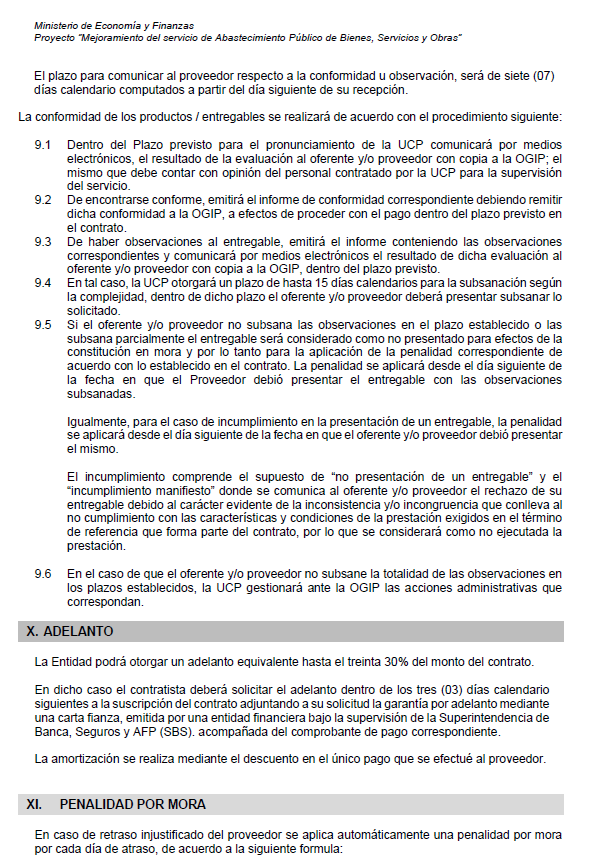 Ministerio de Economía y Finanzas
Proyecto "Mejoramiento del servicio de Abastecimiento Público de Bienes, Servicios y Obras"
El plazo para comunicar al proveedor respecto a la conformidad u observación, será de siete (07)
días calendario computados a partir del día siguiente de su recepción.
La conformidad de los productos / entregables se realizará de acuerdo con el procedimiento siguiente:
9.1 Dentro del Plazo previsto para el pronunciamiento de la UCP comunicará por medios
electrónicos, el resultado de la evaluación al oferente y/o proveedor con copia a la OGIP; el
mismo que debe contar con opinión del personal contratado por la UCP para la supervisión
del servicio.
9.2 De encontrarse conforme, emitirá el informe de conformidad correspondiente debiendo remitir
dicha conformidad a la OGIP, a efectos de proceder con el pago dentro del plazo previsto en
el contrato.
9.3 De haber observaciones al entregable, emitirá el informe conteniendo las observaciones
correspondientes y comunicará por medios electrónicos el resultado de dicha evaluación al
oferente y/o proveedor con copia a la OGIP, dentro del plazo previsto.
9.4 En tal caso, la UCP otorgará un plazo de hasta 15 días calendarios para la subsanación según
la complejidad, dentro de dicho plazo el oferente y/o proveedor deberá presentar subsanar lo
solicitado.
9.5 Si el oferente y/o proveedor no subsana las observaciones en el plazo establecido o las
subsana parcialmente el entregable será considerado como no presentado para efectos de la
constitución en mora y por lo tanto para la aplicación de la penalidad correspondiente de
acuerdo con lo establecido en el contrato. La penalidad se aplicará desde el día siguiente de
la fecha en que el Proveedor debió presentar el entregable con las observaciones
subsanadas.
Igualmente, para el caso de incumplimiento en la presentación de un entregable, la penalidad
se aplicará desde el día siguiente de la fecha en que el oferente y/o proveedor debió presentar
el mismo.
El incumplimiento comprende el supuesto de “no presentación de un entregable” y el
“incumplimiento manifiesto” donde se comunica al oferente y/o proveedor el rechazo de su
entregable debido al carácter evidente de la inconsistencia y/o incongruencia que conlleva al
no cumplimiento con las características y condiciones de la prestación exigidos en el término
de referencia que forma parte del contrato, por lo que se considerará como no ejecutada la
prestación.
9.6 En el caso de que el oferente y/o proveedor no subsane la totalidad de las observaciones en
los plazos establecidos, la UCP gestionará ante la OGIP las acciones administrativas que
correspondan.
X. ADELANTO
La Entidad podrá otorgar un adelanto equivalente hasta el treinta 30% del monto del contrato.
En dicho caso el contratista deberá solicitar el adelanto dentro de los tres (03) días calendario
siguientes a la suscripción del contrato adjuntando a su solicitud la garantía por adelanto mediante
una carta fianza, emitida por una entidad financiera bajo la supervisión de la Superintendencia de
Banca, Seguros y AFP (SBS). acompañada del comprobante de pago correspondiente.
La amortización se realiza mediante el descuento en el único pago que se efectué al proveedor.
XI. PENALIDAD POR MORA
En caso de retraso injustificado del proveedor se aplica automáticamente una penalidad por mora
por cada día de atraso, de acuerdo a la siguiente formula: